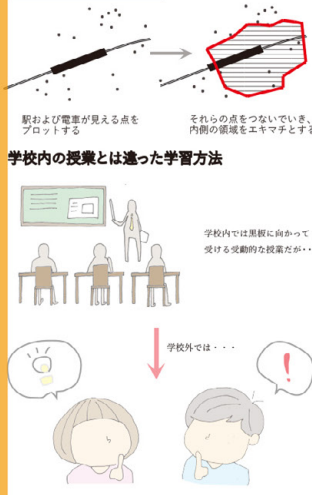 駅および電車が見える点を
プロットする
それらの点をつないでいき、
内側の領域をエキマチとする
学校内の授業とは違った学習方法
学校内では黒板に向かって
受ける受動的な授業だが・・
学校外では・・・